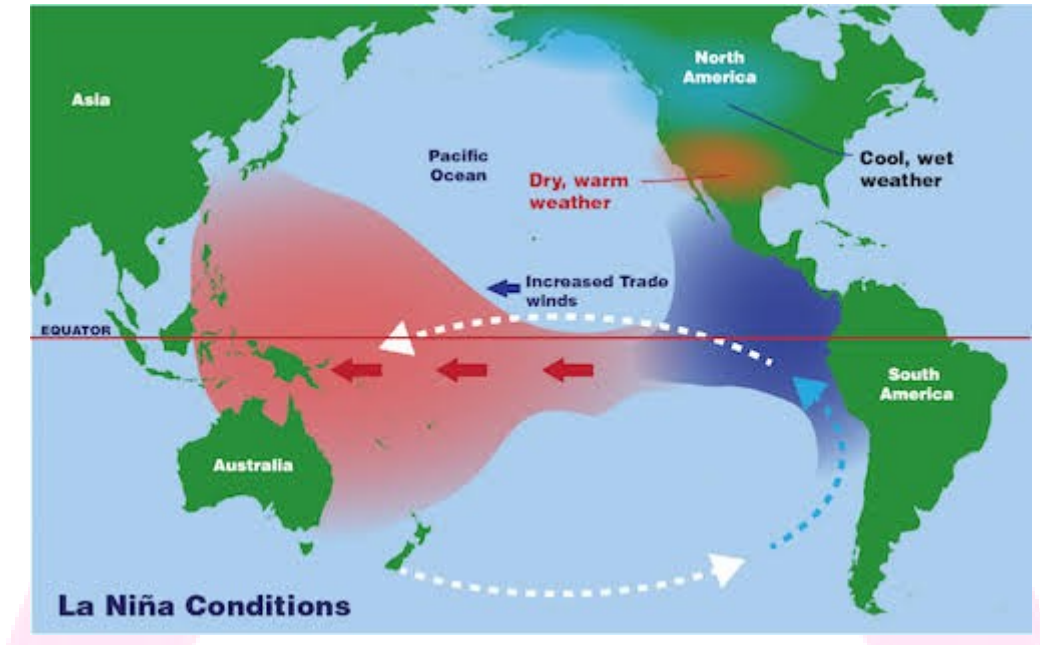 North
America
Asia
Pacific
Ocean
Cool, wet
weather
Dry, warm
weather
Increased Trade
winds
EQUATOR
South
America
Australia
La Niña Conditions